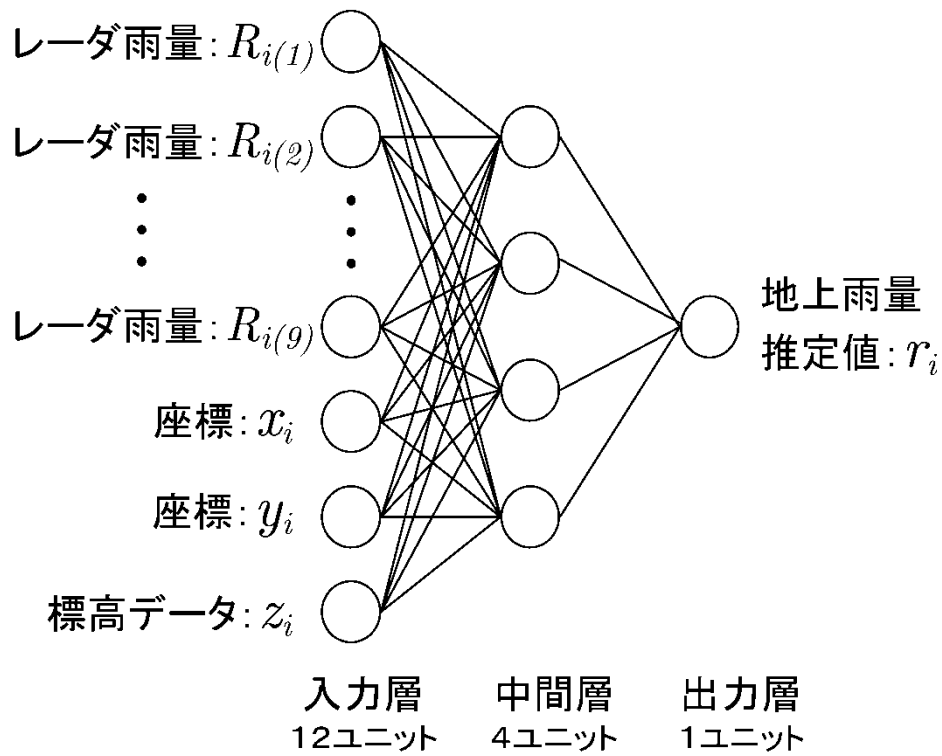 レーダ雨量：R_{i(1)}
レーダ雨量：R_{i(2)}
レーダ雨量：R_{i(9)}
座標：x_i
座標：y_i
標高データ：z_i
地上雨量
推定値：r_i
入力層 中間層 出力層
12ユニット 4ユニット 1ユニット